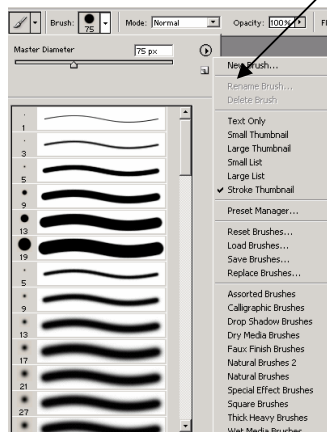 Brush: 75 Mode: Normal Opacity: 100%
Master Diameter 75 px
1
3
5
9
13
19
5
9
13
17
21
27
New Brush...
Rename Brush...
Delete Brush
Text Only
Small Thumbnail
Large Thumbnail
Small List
Large List
✓ Stroke Thumbnail
Preset Manager...
Reset Brushes...
Load Brushes...
Save Brushes...
Replace Brushes...
Assorted Brushes
Calligraphic Brushes
Drop Shadow Brushes
Dry Media Brushes
Faux Finish Brushes
Natural Brushes 2
Natural Brushes
Special Effect Brushes
Square Brushes
Thick Heavy Brushes
Wet Media Brushes